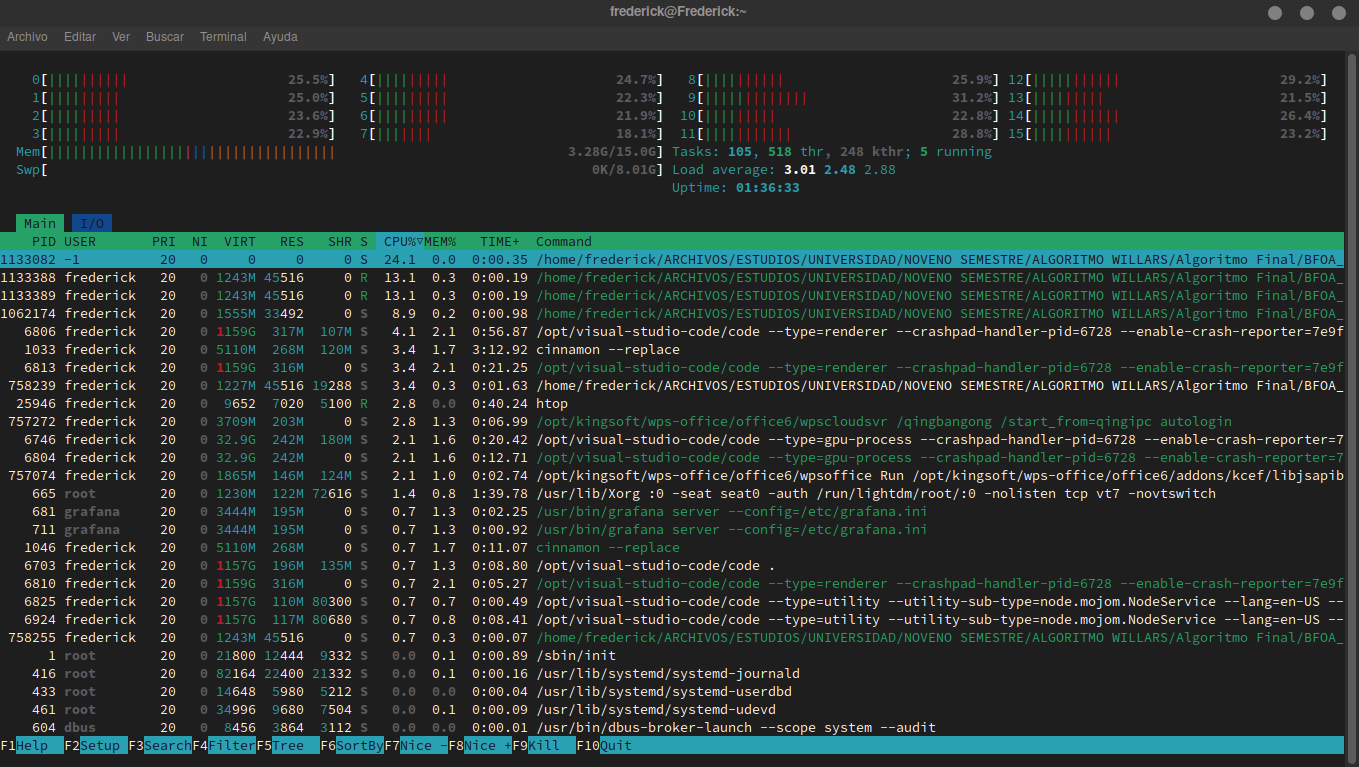 frederick@Frederick:~
Archivo Editar Ver Buscar Terminal Ayuda
0[||||||||||25.5%] 4[|||||||||24.7%] 8[||||||||||25.9%] 12[|||||||||||29.2%]
1[|||||||||25.0%] 5[|||||||||22.3%] 9[|||||||||||||31.2%] 13[|||||||||21.5%]
2[|||||||||23.6%] 6[|||||||||21.9%] 10[|||||||||22.8%] 14[|||||||||||26.4%]
3[|||||||||22.9%] 7[|||||||18.1%] 11[|||||||||||28.8%] 15[||||||||||23.2%]
Mem[||||||||||||||||||||||||||||||||||||3.28G/15.0G] Tasks: 105, 518 thr, 248 kthr; 5 running
Swp[0K/8.01G] Load average: 3.01 2.48 2.88
Uptime: 01:36:33
Main I/O
PID USER PRI NI VIRT RES SHR S CPU%▽MEM% TIME+ Command
1133082 -1 20 0 0 0 0 S 24.1 0.0 0:00.35 /home/frederick/ARCHIVOS/ESTUDIOS/UNIVERSIDAD/NOVENO SEMESTRE/ALGORITMO WILLARS/Algoritmo Final/BFOA_
1133388 frederick 20 0 1243M 45516 0 R 13.1 0.3 0:00.19 /home/frederick/ARCHIVOS/ESTUDIOS/UNIVERSIDAD/NOVENO SEMESTRE/ALGORITMO WILLARS/Algoritmo Final/BFOA_
1133389 frederick 20 0 1243M 45516 0 R 13.1 0.3 0:00.19 /home/frederick/ARCHIVOS/ESTUDIOS/UNIVERSIDAD/NOVENO SEMESTRE/ALGORITMO WILLARS/Algoritmo Final/BFOA_
1062174 frederick 20 0 1555M 33492 0 S 8.9 0.2 0:00.98 /home/frederick/ARCHIVOS/ESTUDIOS/UNIVERSIDAD/NOVENO SEMESTRE/ALGORITMO WILLARS/Algoritmo Final/BFOA_
6806 frederick 20 0 1159G 317M 107M S 4.1 2.1 0:56.87 /opt/visual-studio-code/code --type=renderer --crashpad-handler-pid=6728 --enable-crash-reporter=7e9f
1033 frederick 20 0 5110M 268M 120M S 3.4 1.7 3:12.92 cinnamon --replace
6813 frederick 20 0 1159G 316M 0 S 3.4 2.1 0:21.25 /opt/visual-studio-code/code --type=renderer --crashpad-handler-pid=6728 --enable-crash-reporter=7e9f
758239 frederick 20 0 1227M 45516 19288 S 3.4 0.3 0:01.63 /home/frederick/ARCHIVOS/ESTUDIOS/UNIVERSIDAD/NOVENO SEMESTRE/ALGORITMO WILLARS/Algoritmo Final/BFOA_
25946 frederick 20 0 9652 7020 5100 R 2.8 0.0 0:40.24 htop
757272 frederick 20 0 3709M 203M 0 S 2.8 1.3 0:06.99 /opt/kingsoft/wps-office/office6/wpscloudsvr /qingbangong /start_from=qingipc autologin
6746 frederick 20 0 32.9G 242M 180M S 2.1 1.6 0:20.42 /opt/visual-studio-code/code --type=gpu-process --crashpad-handler-pid=6728 --enable-crash-reporter=7
6804 frederick 20 0 32.9G 242M 0 S 2.1 1.6 0:12.71 /opt/visual-studio-code/code --type=gpu-process --crashpad-handler-pid=6728 --enable-crash-reporter=7
757074 frederick 20 0 1865M 146M 124M S 2.1 1.0 0:02.74 /opt/kingsoft/wps-office/office6/wpsoffice Run /opt/kingsoft/wps-office/office6/addons/kcef/libjsapib
665 root 20 0 1230M 122M 72616 S 1.4 0.8 1:39.78 /usr/lib/Xorg :0 -seat seat0 -auth /run/lightdm/root/:0 -nolisten tcp vt7 -novtswitch
681 grafana 20 0 3444M 195M 0 S 0.7 1.3 0:02.25 /usr/bin/grafana server --config=/etc/grafana.ini
711 grafana 20 0 3444M 195M 0 S 0.7 1.3 0:00.92 /usr/bin/grafana server --config=/etc/grafana.ini
1046 frederick 20 0 5110M 268M 0 S 0.7 1.7 0:11.07 cinnamon --replace
6703 frederick 20 0 1157G 196M 135M S 0.7 1.3 0:08.80 /opt/visual-studio-code/code .
6810 frederick 20 0 1159G 316M 0 S 0.7 2.1 0:05.27 /opt/visual-studio-code/code --type=renderer --crashpad-handler-pid=6728 --enable-crash-reporter=7e9f
6825 frederick 20 0 1157G 110M 80300 S 0.7 0.7 0:00.49 /opt/visual-studio-code/code --type=utility --utility-sub-type=node.mojom.NodeService --lang=en-US --
6924 frederick 20 0 1157G 117M 80680 S 0.7 0.8 0:08.41 /opt/visual-studio-code/code --type=utility --utility-sub-type=node.mojom.NodeService --lang=en-US --
758255 frederick 20 0 1243M 45516 0 S 0.7 0.3 0:00.07 /home/frederick/ARCHIVOS/ESTUDIOS/UNIVERSIDAD/NOVENO SEMESTRE/ALGORITMO WILLARS/Algoritmo Final/BFOA_
1 root 20 0 21800 12444 9332 S 0.0 0.1 0:00.89 /sbin/init
416 root 20 0 82164 22400 21332 S 0.0 0.1 0:00.16 /usr/lib/systemd/systemd-journald
433 root 20 0 14648 5980 5212 S 0.0 0.0 0:00.04 /usr/lib/systemd/systemd-userdbd
461 root 20 0 34996 9680 7504 S 0.0 0.1 0:00.09 /usr/lib/systemd/systemd-udevd
604 dbus 20 0 8456 3864 3112 S 0.0 0.0 0:00.01 /usr/bin/dbus-broker-launch --scope system --audit
F1Help F2Setup F3SearchF4FilterF5Tree F6SortByF7Nice -F8Nice +F9Kill F10Quit